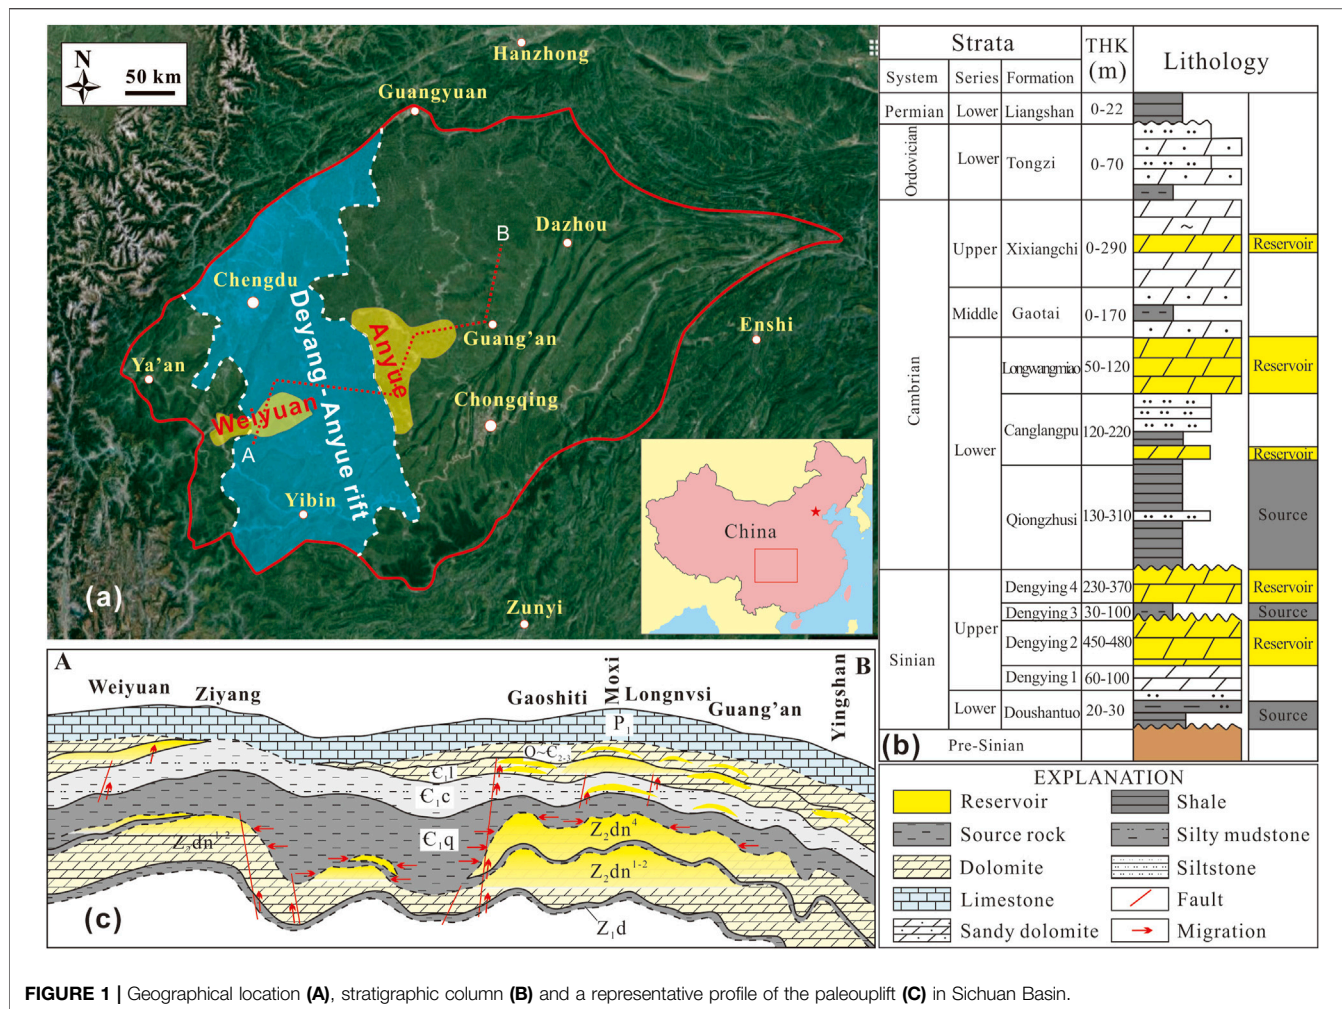 N
50 km
Hanzhong
Guangyuan
Dazhou
B
Chengdu
Deyang - Anyue rift
Anyue
Guang'an
Enshi
Ya'an
Weiyuan
Chongqing
A
Yibin
China
(a)
Zunyi
Strata
THK
(m)
Lithology
System
Series
Formation
Permian
Lower
Liangshan
0-22
Ordovician
Lower
Tongzi
0-70
Cambrian
Upper
Xixiangchi
0-290
Reservoir
Middle
Gaotai
0-170
Lower
Longwangmiao
50-120
Reservoir
Canglangpu
120-220
Reservoir
Qiongzhusi
130-310
Source
Sinian
Upper
Dengying 4
230-370
Reservoir
Dengying 3
30-100
Source
Dengying 2
450-480
Reservoir
Dengying 1
60-100
Lower
Doushantuo
20-30
Source
(b)
Pre-Sinian
A
Weiyuan
Ziyang
Gaoshiti
Moxi
Longnvsi
Guang'an
Yingshan
B
P₁
O~Є₂₋₃
Є₁l
Є₁c
Є₁q
Z₂dn¹⁻²
Z₂dn⁴
Z₂dn¹⁻²
Z₁d
(c)
EXPLANATION
Reservoir
Shale
Source rock
Silty mudstone
Dolomite
Siltstone
Limestone
Fault
Sandy dolomite
Migration
FIGURE 1 | Geographical location (A), stratigraphic column (B) and a representative profile of the paleouplift (C) in Sichuan Basin.